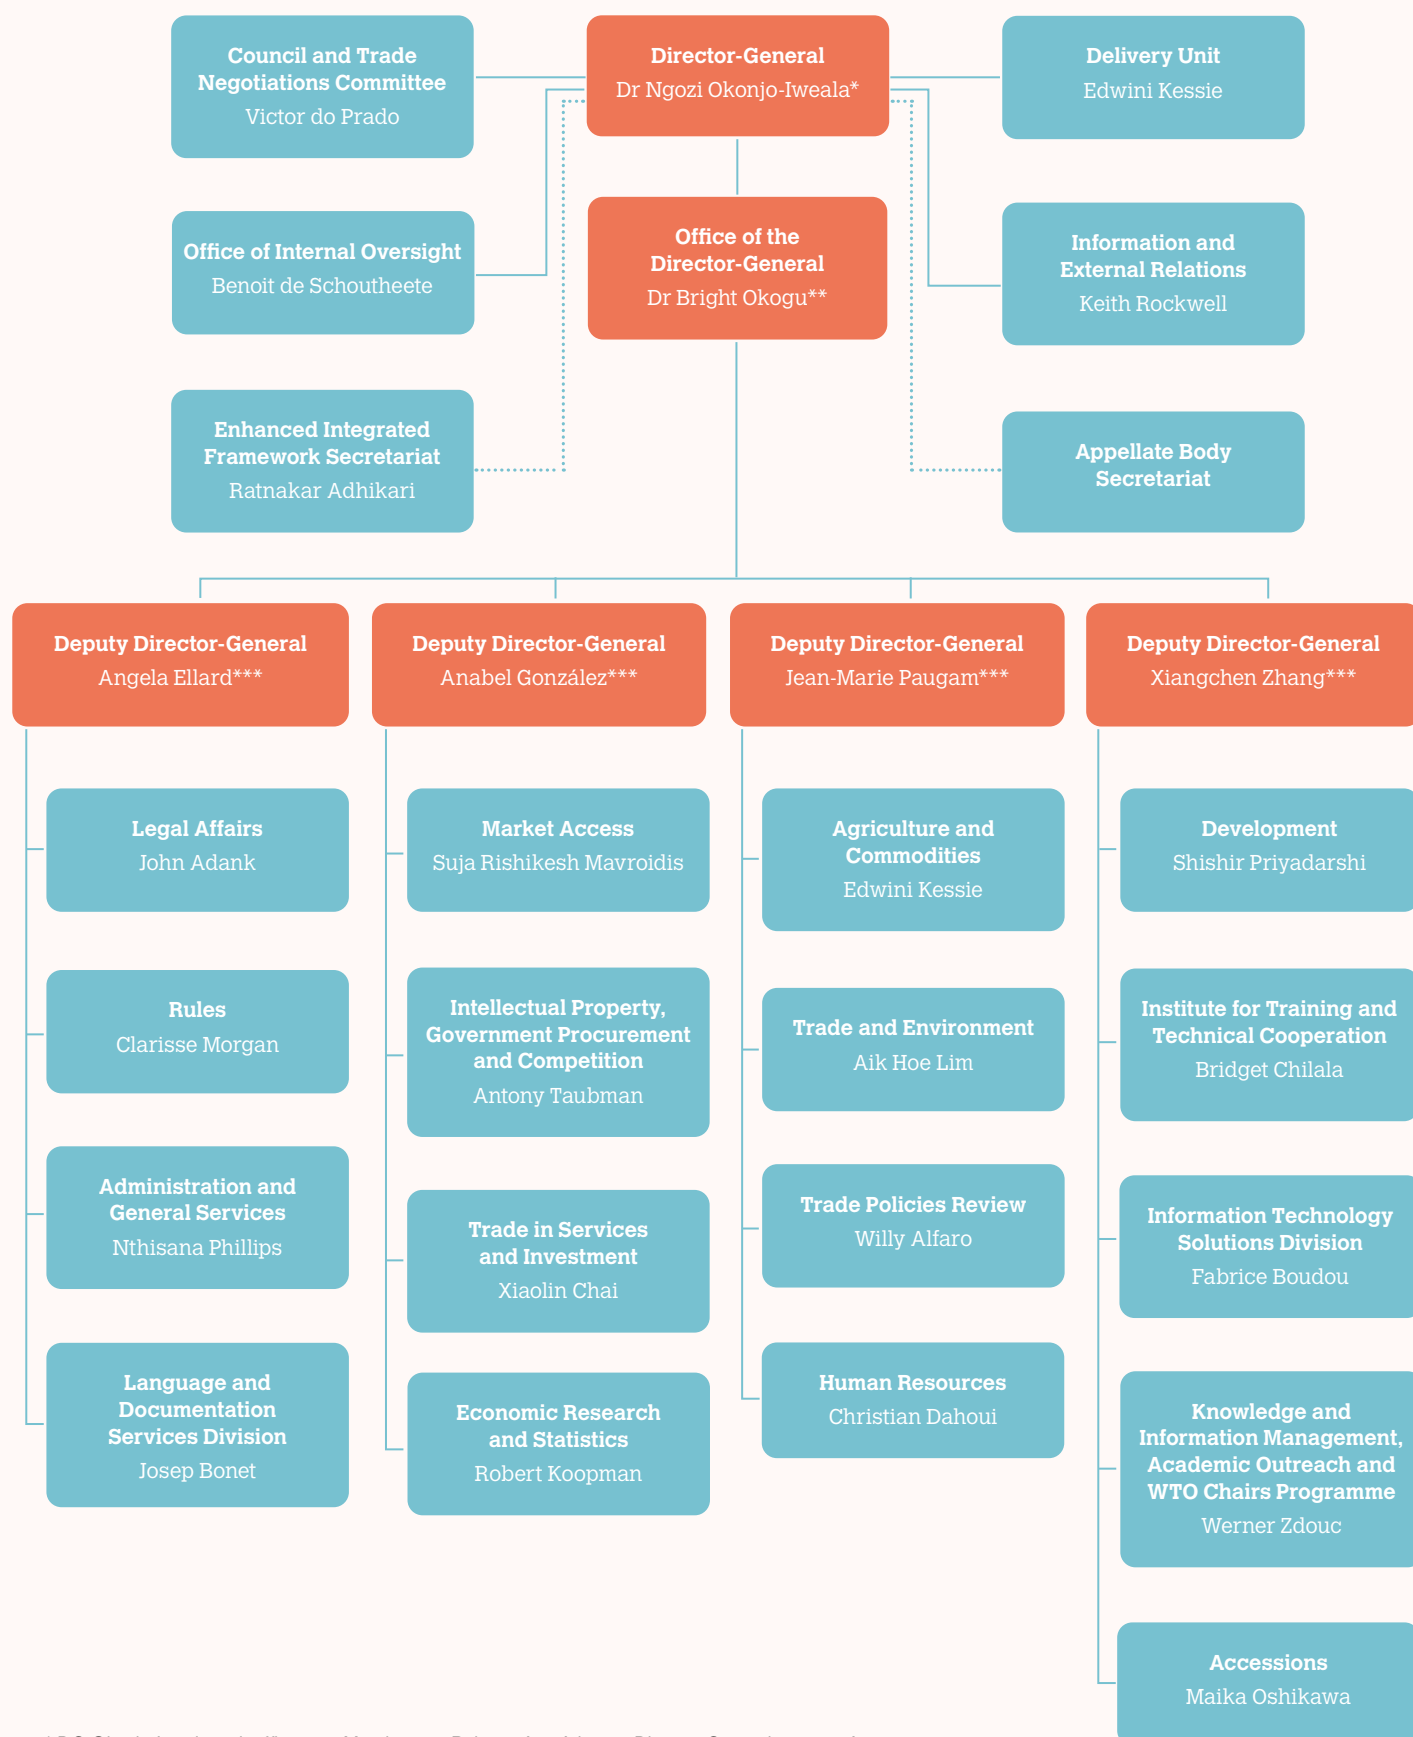 Council and Trade
Negotiations Committee
Victor do Prado
Director-General
Dr Ngozi Okonjo-Iweala*
Delivery Unit
Edwini Kessie
Office of Internal Oversight
Benoit de Schoutheete
Office of the
Director-General
Dr Bright Okogu**
Information and
External Relations
Keith Rockwell
Enhanced Integrated
Framework Secretariat
Ratnakar Adhikari
Appellate Body
Secretariat
Deputy Director-General
Angela Ellard***
Deputy Director-General
Anabel González***
Deputy Director-General
Jean-Marie Paugam***
Deputy Director-General
Xiangchen Zhang***
Legal Affairs
John Adank
Rules
Clarisse Morgan
Administration and
General Services
Nthisana Phillips
Language and
Documentation
Services Division
Josep Bonet
Market Access
Suja Rishikesh Mavroidis
Intellectual Property,
Government Procurement
and Competition
Antony Taubman
Trade in Services
and Investment
Xiaolin Chai
Economic Research
and Statistics
Robert Koopman
Agriculture and
Commodities
Edwini Kessie
Trade and Environment
Aik Hoe Lim
Trade Policies Review
Willy Alfaro
Human Resources
Christian Dahoui
Development
Shishir Priyadarshi
Institute for Training and
Technical Cooperation
Bridget Chilala
Information Technology
Solutions Division
Fabrice Boudou
Knowledge and
Information Management,
Academic Outreach and
WTO Chairs Programme
Werner Zdouc
Accessions
Maika Oshikawa